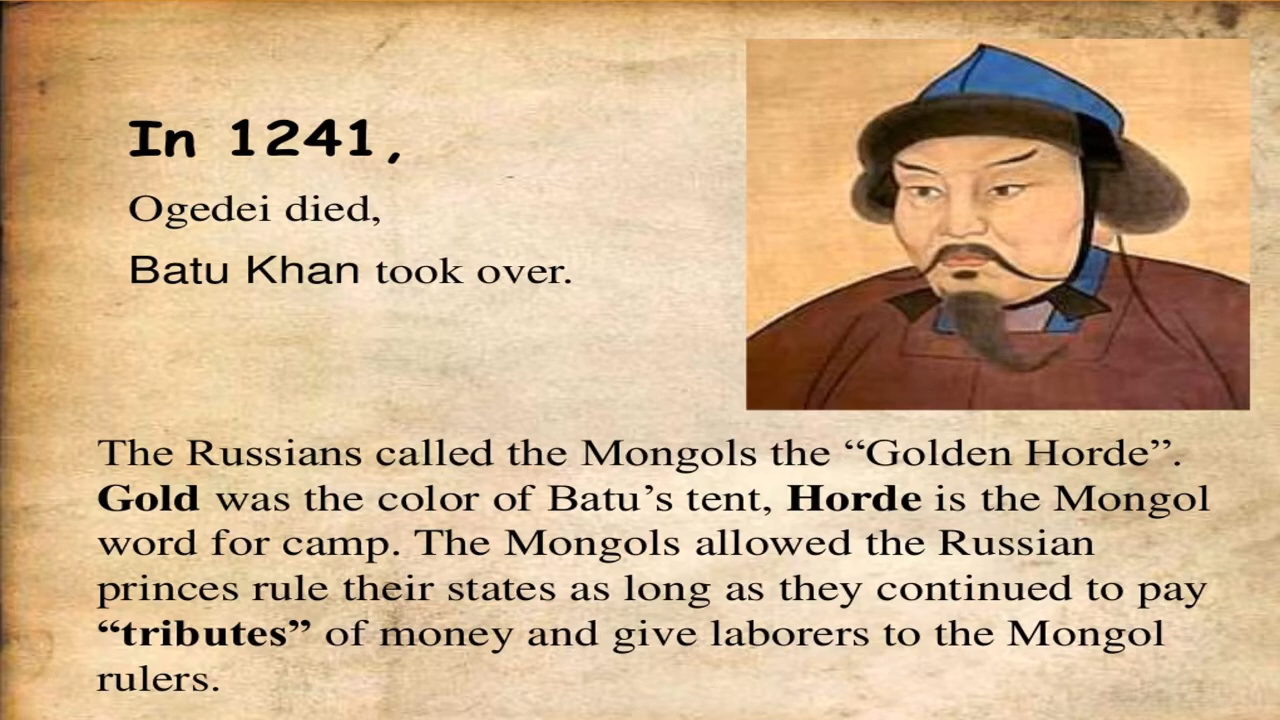 In 1241,
Ogedei died,
Batu Khan took over.
The Russians called the Mongols the “Golden Horde”.
Gold was the color of Batu’s tent, Horde is the Mongol
word for camp. The Mongols allowed the Russian
princes rule their states as long as they continued to pay
“tributes” of money and give laborers to the Mongol
rulers.